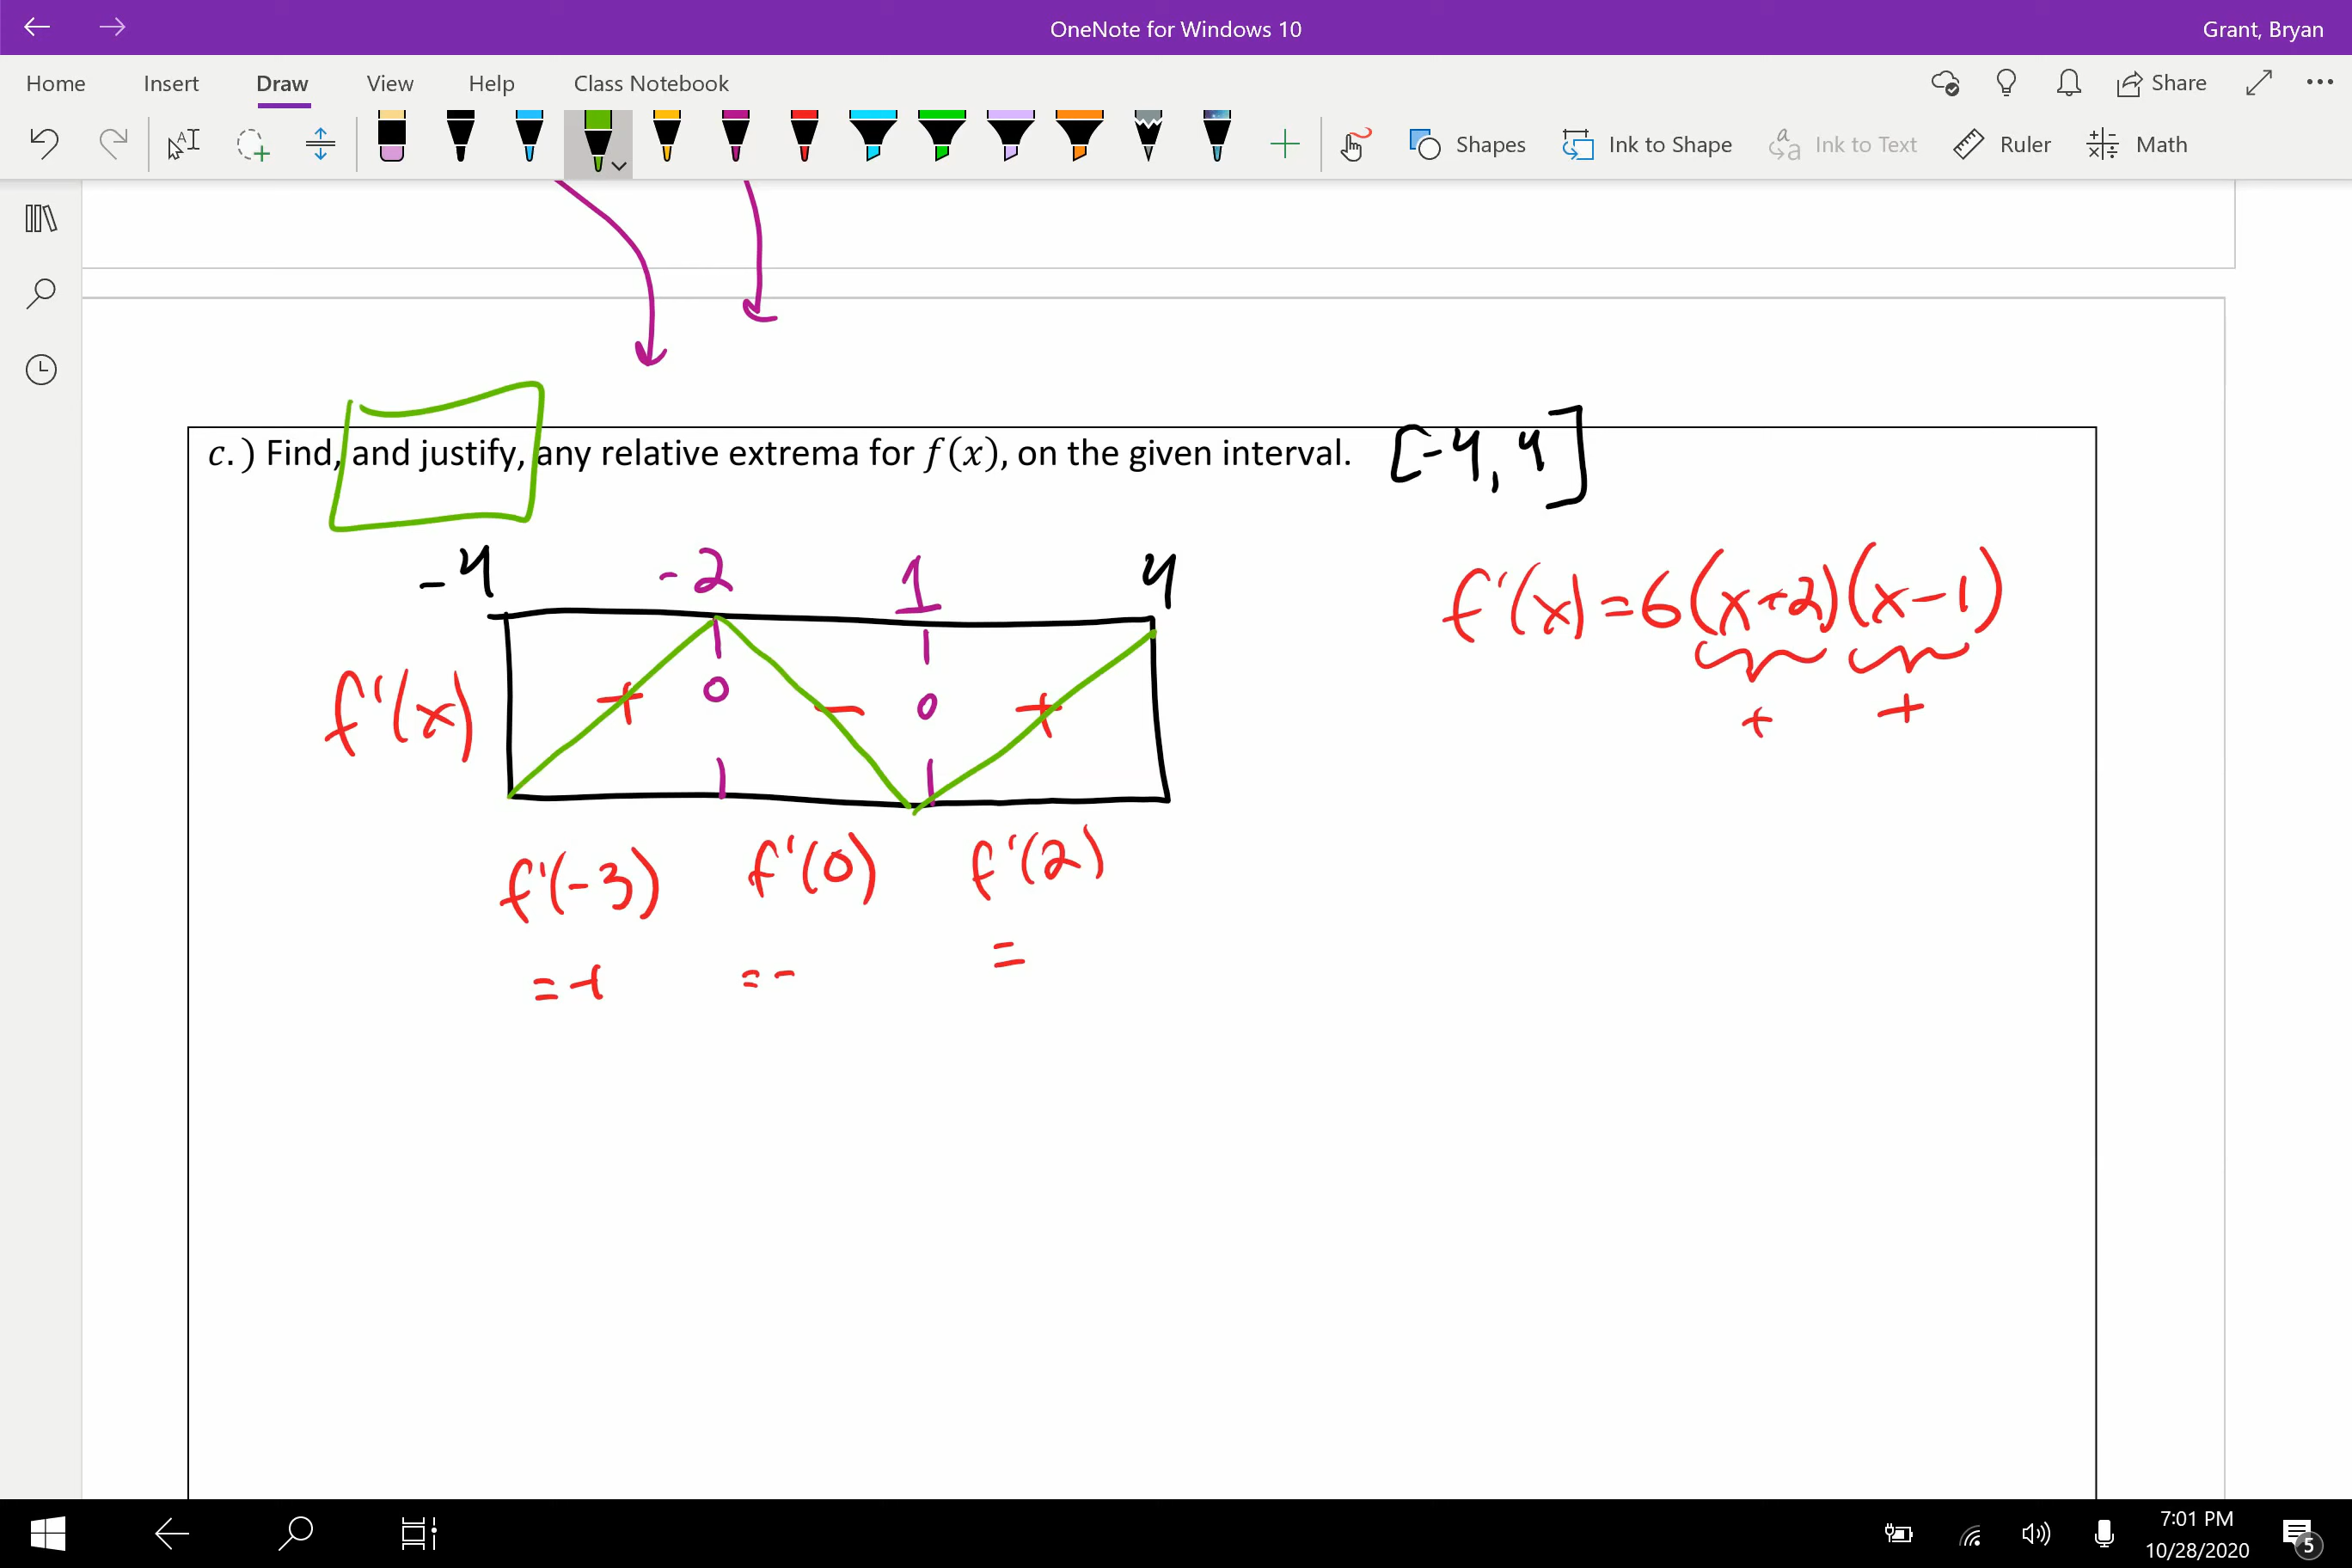 OneNote for Windows 10
Grant, Bryan
Home Insert Draw View Help Class Notebook
Share
Shapes Ink to Shape Ink to Text Ruler Math
c.) Find, and justify, any relative extrema for f(x), on the given interval. [-4, 4]
-4 -2 1 4
f'(x) = 6(x+2)(x-1)
+ +
f'(x) + 0 - 0 +
f'(-3) f'(0) f'(2)
= + = - =
7:01 PM
10/28/2020
5